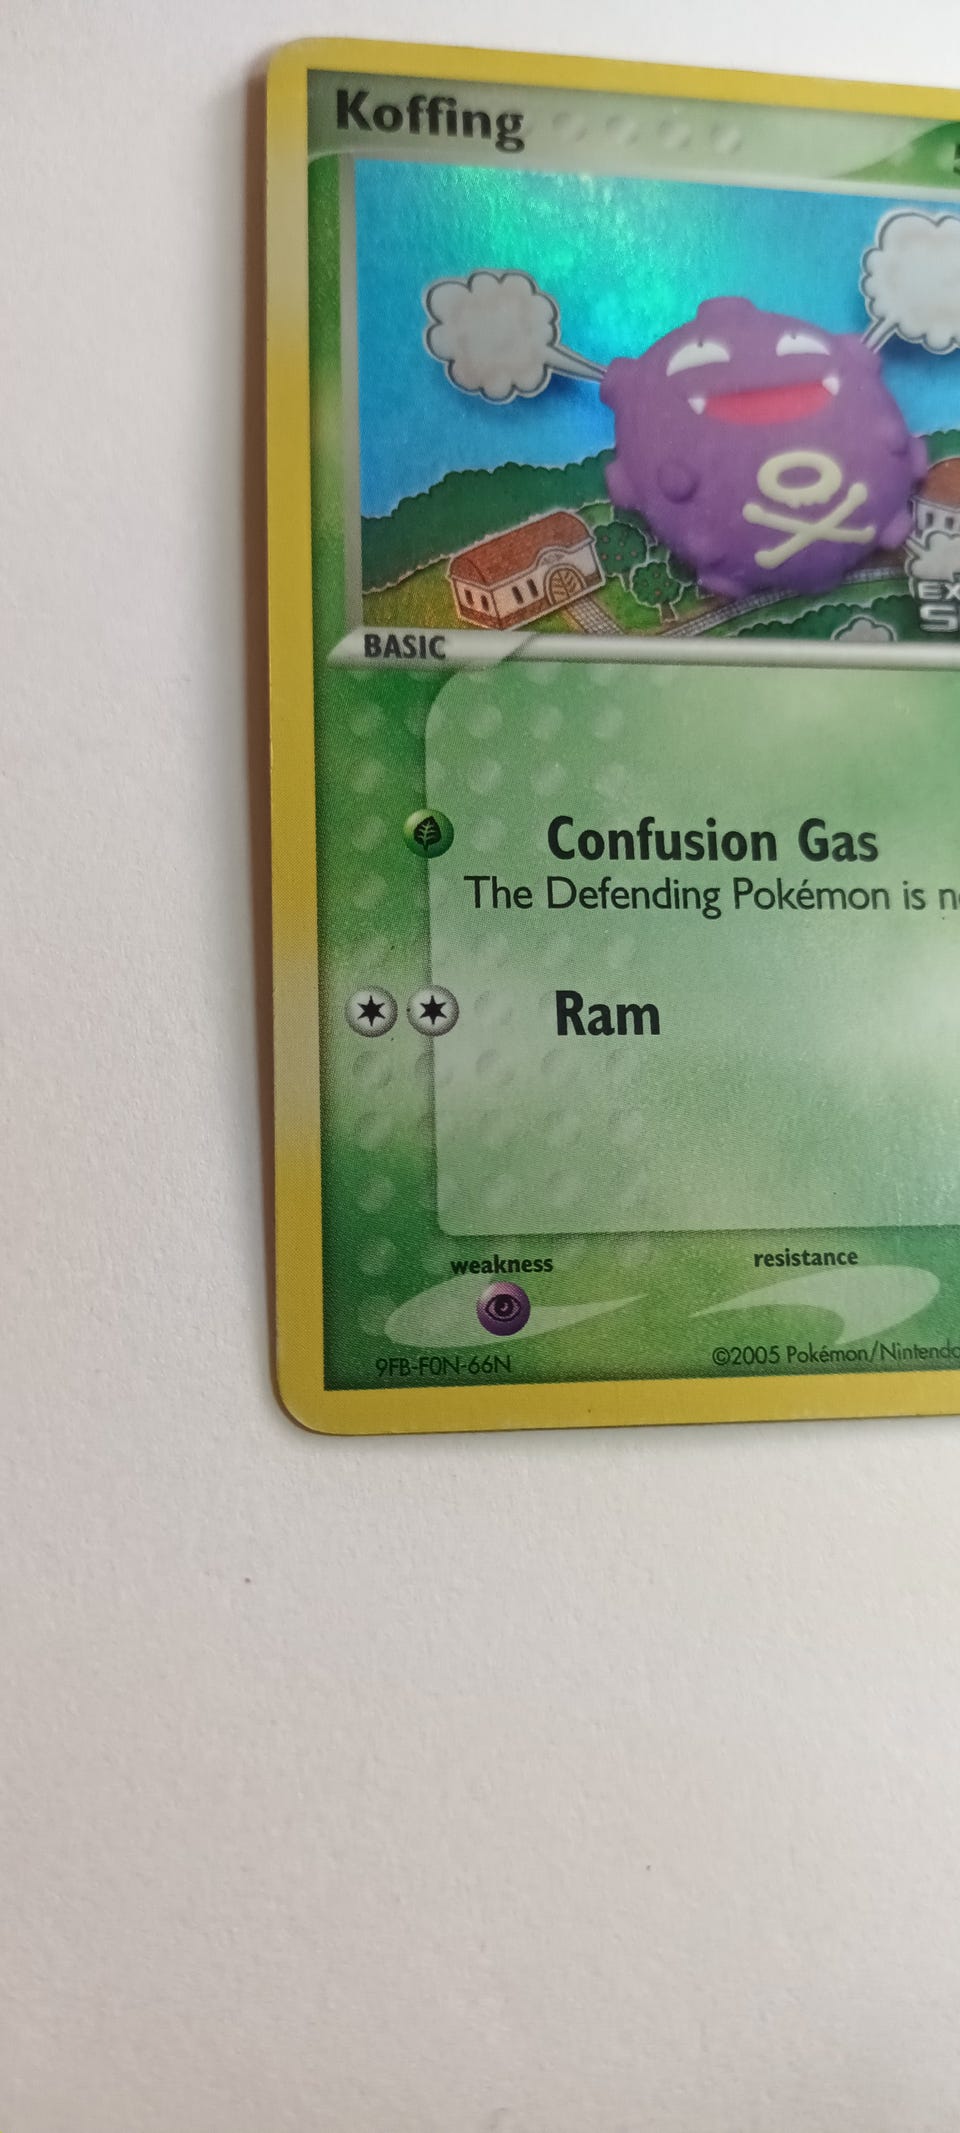 Koffing
BASIC
Confusion Gas
The Defending Pokémon is
Ram
weakness
resistance
9FB-F0N-66N
©2005 Pokémon/Nintendo